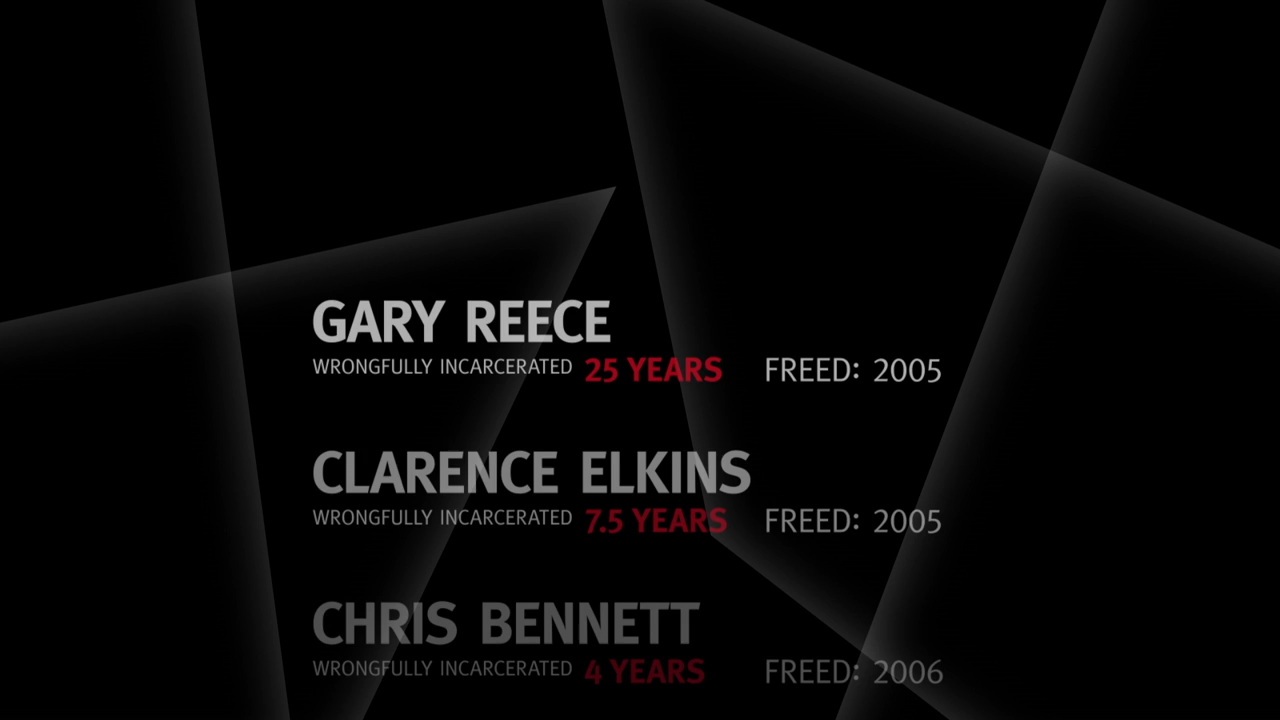 GARY REECE
WRONGFULLY INCARCERATED 25 YEARS FREED: 2005
CLARENCE ELKINS
WRONGFULLY INCARCERATED 7.5 YEARS FREED: 2005
CHRIS BENNETT
WRONGFULLY INCARCERATED 4 YEARS FREED: 2006